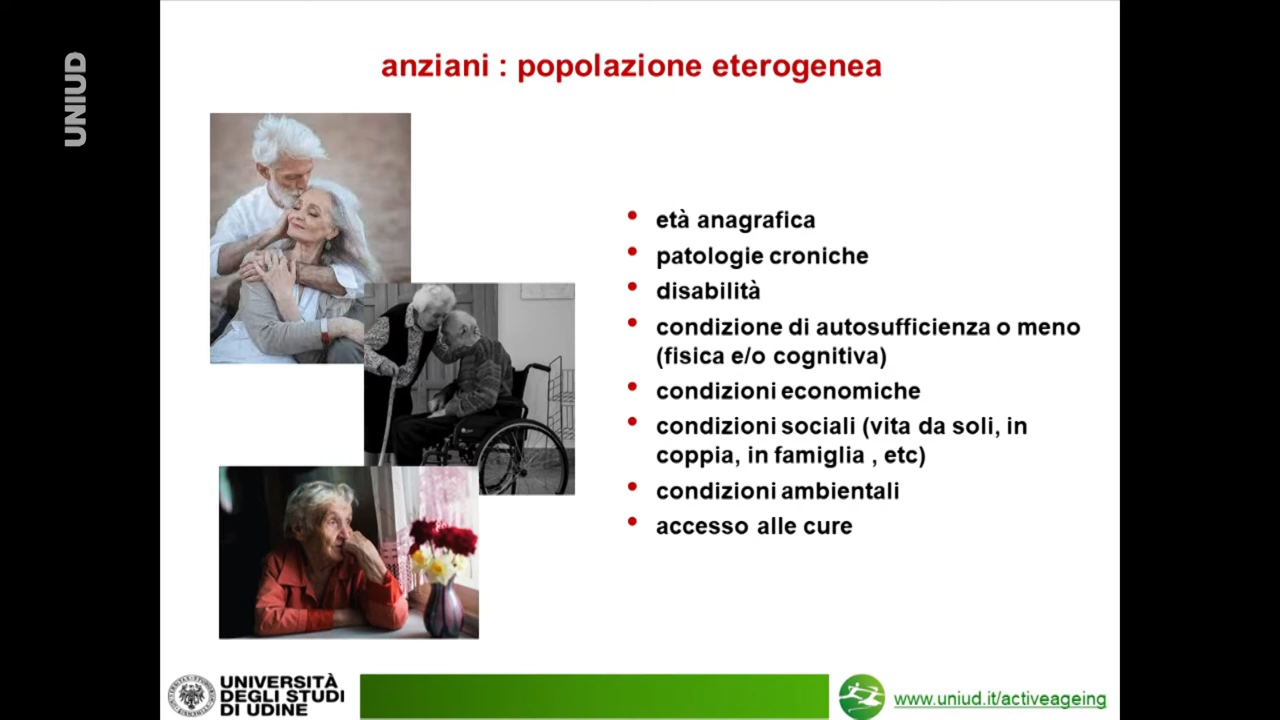 UNIUD
anziani : popolazione eterogenea
• età anagrafica
• patologie croniche
• disabilità
• condizione di autosufficienza o meno
(fisica e/o cognitiva)
• condizioni economiche
• condizioni sociali (vita da soli, in
coppia, in famiglia , etc)
• condizioni ambientali
• accesso alle cure
UNIVERSITÀ
DEGLI STUDI
DI UDINE
www.uniud.it/activeageing